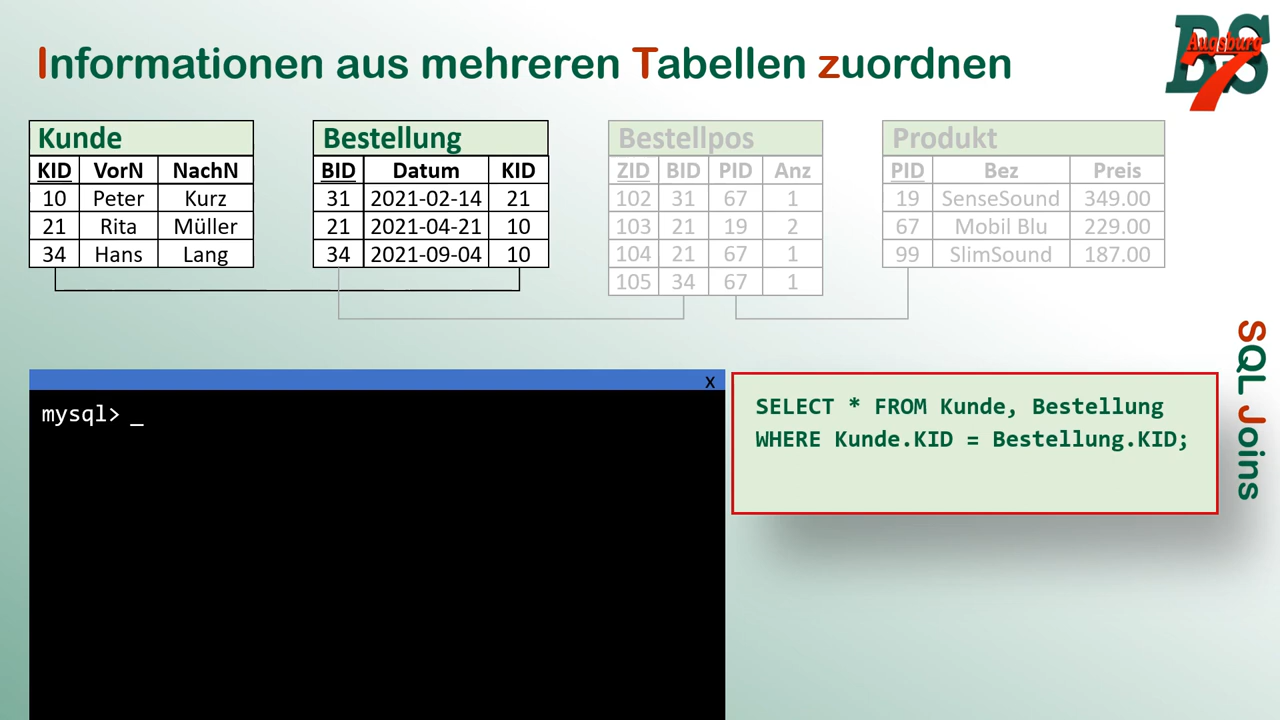 Informationen aus mehreren Tabellen zuordnen
BS
Augsburg
7
Kunde
KID VorN NachN
10 Peter Kurz
21 Rita Müller
34 Hans Lang
Bestellung
BID Datum KID
31 2021-02-14 21
21 2021-04-21 10
34 2021-09-04 10
Bestellpos
ZID BID PID Anz
102 31 67 1
103 21 19 2
104 21 67 1
105 34 67 1
Produkt
PID Bez Preis
19 SenseSound 349.00
67 Mobil Blu 229.00
99 SlimSound 187.00
x
mysql> _
SELECT * FROM Kunde, Bestellung
WHERE Kunde.KID = Bestellung.KID;
SQL Joins